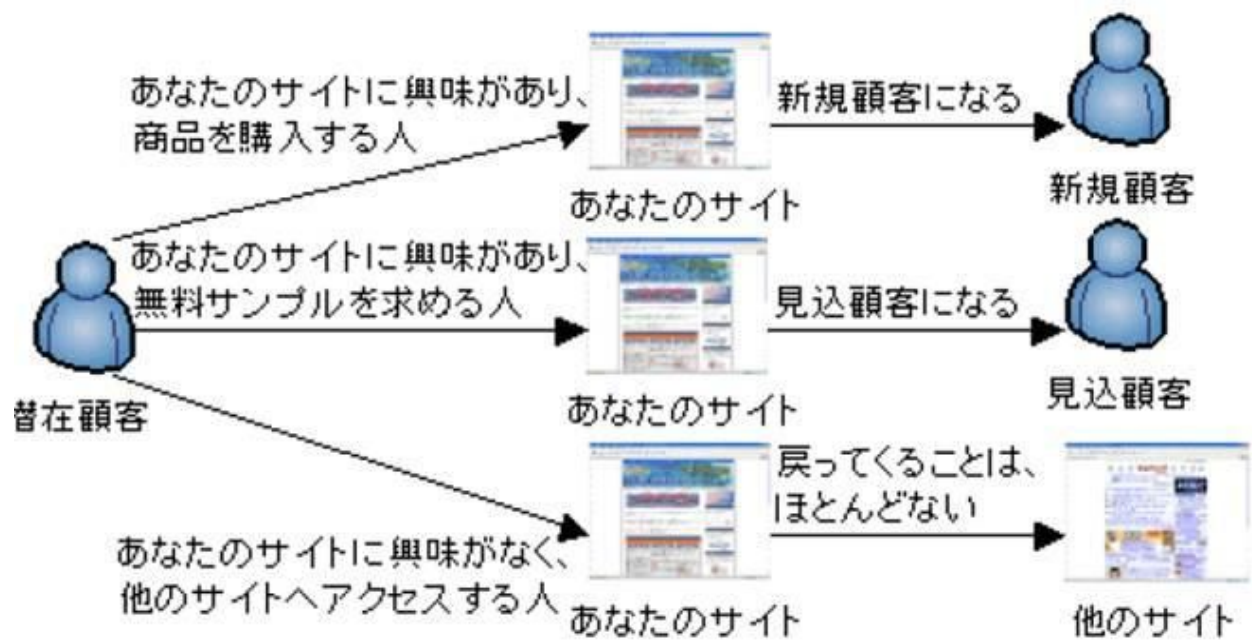 あなたのサイトに興味があり、
商品を購入する人
あなたのサイト
新規顧客になる
新規顧客
あなたのサイトに興味があり、
無料サンプルを求める人
あなたのサイト
見込顧客になる
見込顧客
潜在顧客
あなたのサイトに興味がなく、
他のサイトへアクセスする人
あなたのサイト
戻ってくることは、
ほとんどない
他のサイト